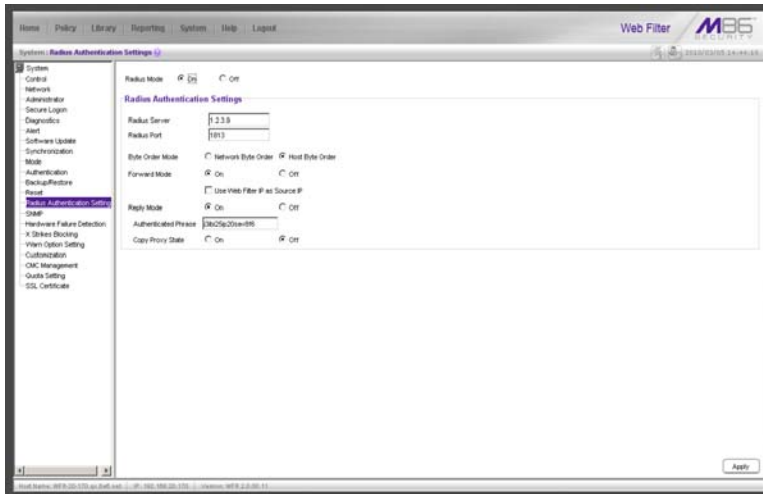 Home Policy Library Reporting System Help Logout
Web Filter
M86
SECURITY
System: Radius Authentication Settings
System
Control
Network
Administrator
Secure Logon
Diagnostics
Alert
Software Update
Synchronization
Mode
Authentication
Backup/Restore
Reset
Radius Authentication Setting
SNMP
Hardware Failure Detection
X Strikes Blocking
Warn Option Setting
Customization
CMC Management
Quota Setting
SSL Certificate
Radius Mode On Off
Radius Authentication Settings
Radius Server 1.2.3.9
Radius Port 1813
Byte Order Mode Network Byte Order Host Byte Order
Forward Mode On Off
Use Web Filter IP as Source IP
Reply Mode On Off
Authenticated Phrase
Copy Proxy State On Off
Apply
Host Name: